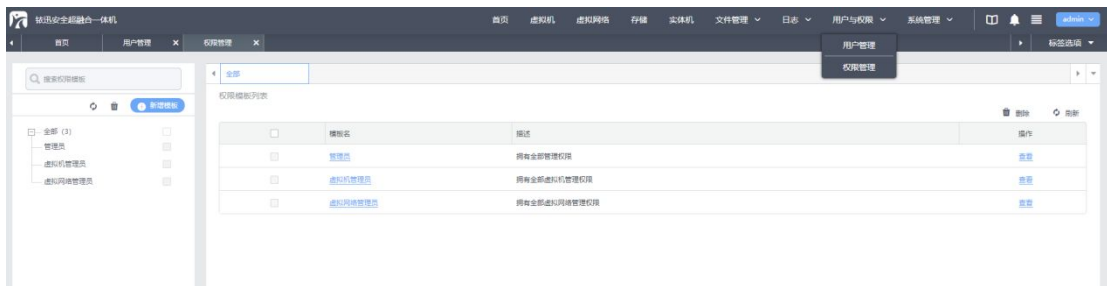 铱迅安全超融合一体机 首页 虚拟机 虚拟网络 存储 实体机 文件管理 日志 用户与权限 系统管理 admin
首页 用户管理 × 权限管理 × 标签选项
用户管理
权限管理
搜索权限模板
新增模板
全部 (3)
管理员
虚拟机管理员
虚拟网络管理员
全部
权限模板列表
删除 刷新
模板名 描述 操作
管理员 拥有全部管理权限 查看
虚拟机管理员 拥有全部虚拟机管理权限 查看
虚拟网络管理员 拥有全部虚拟网络管理权限 查看